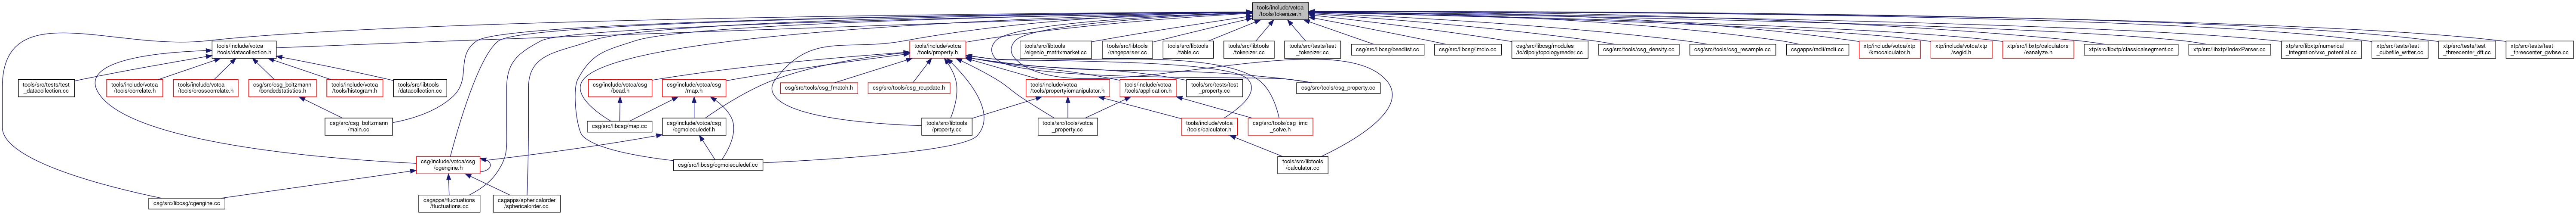 tools/include/votca
/tools/tokenizer.h
tools/include/votca
/tools/datacollection.h
tools/include/votca
/tools/property.h
tools/src/libtools
/eigenio_matrixmarket.cc
tools/src/libtools
/rangeparser.cc
tools/src/libtools
/table.cc
tools/src/libtools
/tokenizer.cc
tools/src/tests/test
_tokenizer.cc
csg/src/libcsg/beadlist.cc
csg/src/libcsg/imcio.cc
csg/src/libcsg/modules
/io/dlpolytopologyreader.cc
csg/src/tools/csg_density.cc
csg/src/tools/csg_resample.cc
csgapps/radii/radii.cc
xtp/include/votca/xtp
/kmccalculator.h
xtp/include/votca/xtp
/segid.h
xtp/src/libxtp/calculators
/eanalyze.h
xtp/src/libxtp/classicalsegment.cc
xtp/src/libxtp/IndexParser.cc
xtp/src/libxtp/numerical
_integration/vxc_potential.cc
xtp/src/tests/test
_cubefile_writer.cc
xtp/src/tests/test
_threecenter_dft.cc
xtp/src/tests/test
_threecenter_gwbse.cc
tools/src/tests/test
_datacollection.cc
tools/include/votca
/tools/correlate.h
tools/include/votca
/tools/crosscorrelate.h
csg/src/csg_boltzmann
/bondedstatistics.h
tools/include/votca
/tools/histogram.h
tools/src/libtools
/datacollection.cc
csg/include/votca/csg
/bead.h
csg/include/votca/csg
/map.h
csg/src/tools/csg_fmatch.h
csg/src/tools/csg_reupdate.h
tools/include/votca
/tools/propertyiomanipulator.h
tools/include/votca
/tools/application.h
tools/src/tests/test
_property.cc
csg/src/tools/csg_property.cc
csg/src/csg_boltzmann
/main.cc
csg/src/libcsg/map.cc
csg/include/votca/csg
/cgmoleculedef.h
tools/src/libtools
/property.cc
tools/src/tools/votca
_property.cc
tools/include/votca
/tools/calculator.h
csg/src/tools/csg_imc
_solve.h
csg/include/votca/csg
/cgengine.h
csg/src/libcsg/cgmoleculedef.cc
tools/src/libtools
/calculator.cc
csg/src/libcsg/cgengine.cc
csgapps/fluctuations
/fluctuations.cc
csgapps/sphericalorder
/sphericalorder.cc